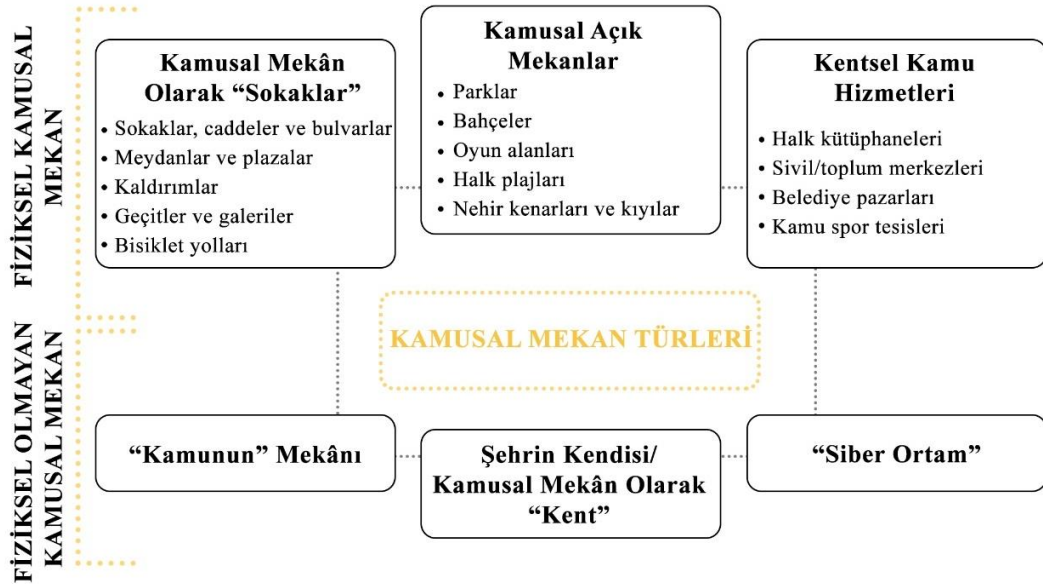 FİZİKSEL KAMUSAL
MEKAN
Kamusal Mekân
Olarak “Sokaklar”
• Sokaklar, caddeler ve bulvarlar
• Meydanlar ve plazalar
• Kaldırımlar
• Geçitler ve galeriler
• Bisiklet yolları
Kamusal Açık
Mekanlar
• Parklar
• Bahçeler
• Oyun alanları
• Halk plajları
• Nehir kenarları ve kıyılar
Kentsel Kamu
Hizmetleri
• Halk kütüphaneleri
• Sivil/toplum merkezleri
• Belediye pazarları
• Kamu spor tesisleri
KAMUSAL MEKAN TÜRLERİ
FİZİKSEL OLMAYAN
KAMUSAL MEKAN
“Kamunun” Mekânı
Şehrin Kendisi/
Kamusal Mekân Olarak
“Kent”
“Siber Ortam”